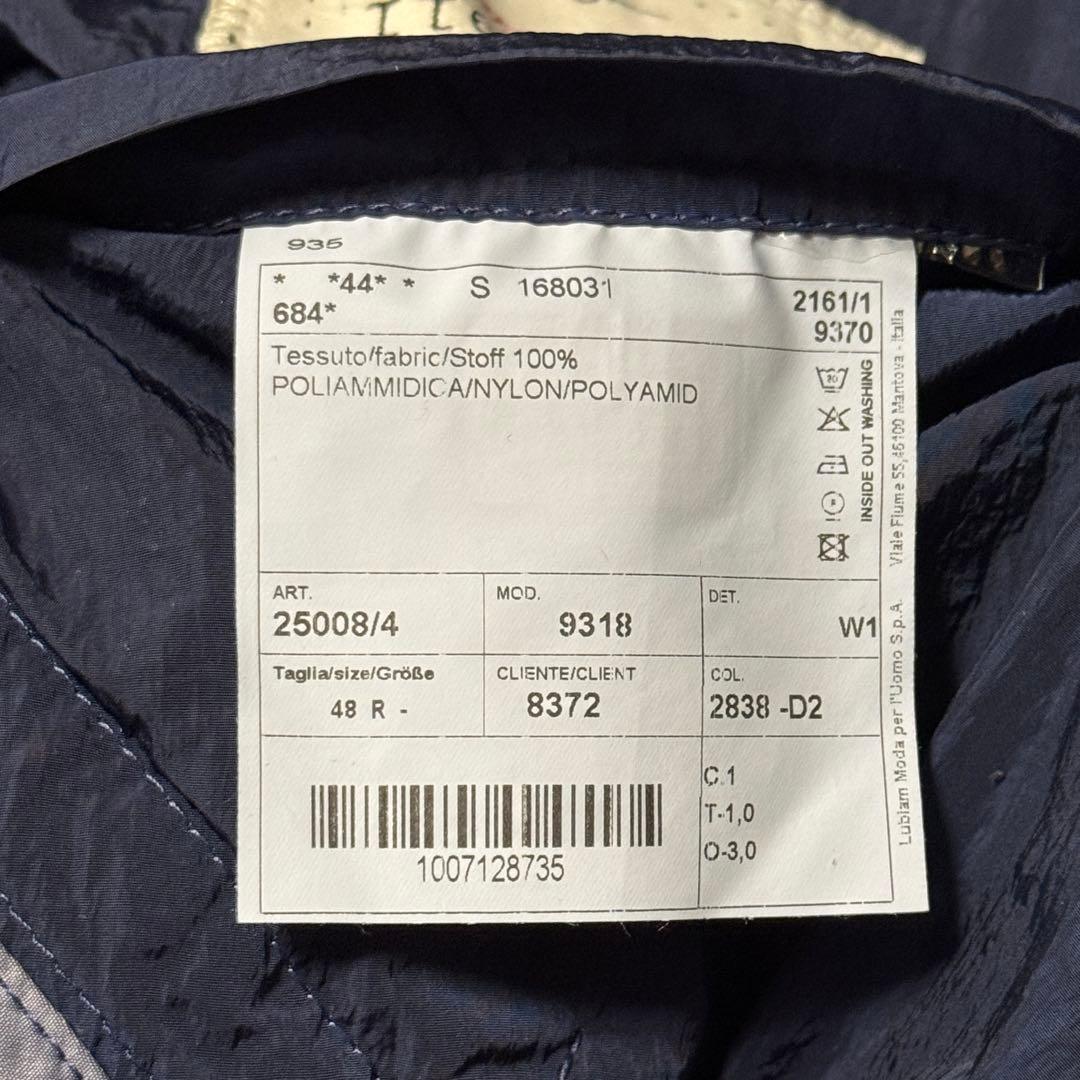 935
* *44* * S 168031
684*
2161/1
9370
Tessuto/fabric/Stoff 100%
POLIAMMIDICA/NYLON/POLYAMID
INSIDE OUT WASHING
ART.
25008/4
MOD.
9318
DET.
W1
Taglia/size/Größe
48 R -
CLIENTE/CLIENT
8372
COL.
2838 -D2
1007128735
C.1
T-1,0
O-3,0
Lubiam Moda per l'Uomo S.p.A. Viale Fiume 55,46100 Mantova - Italia